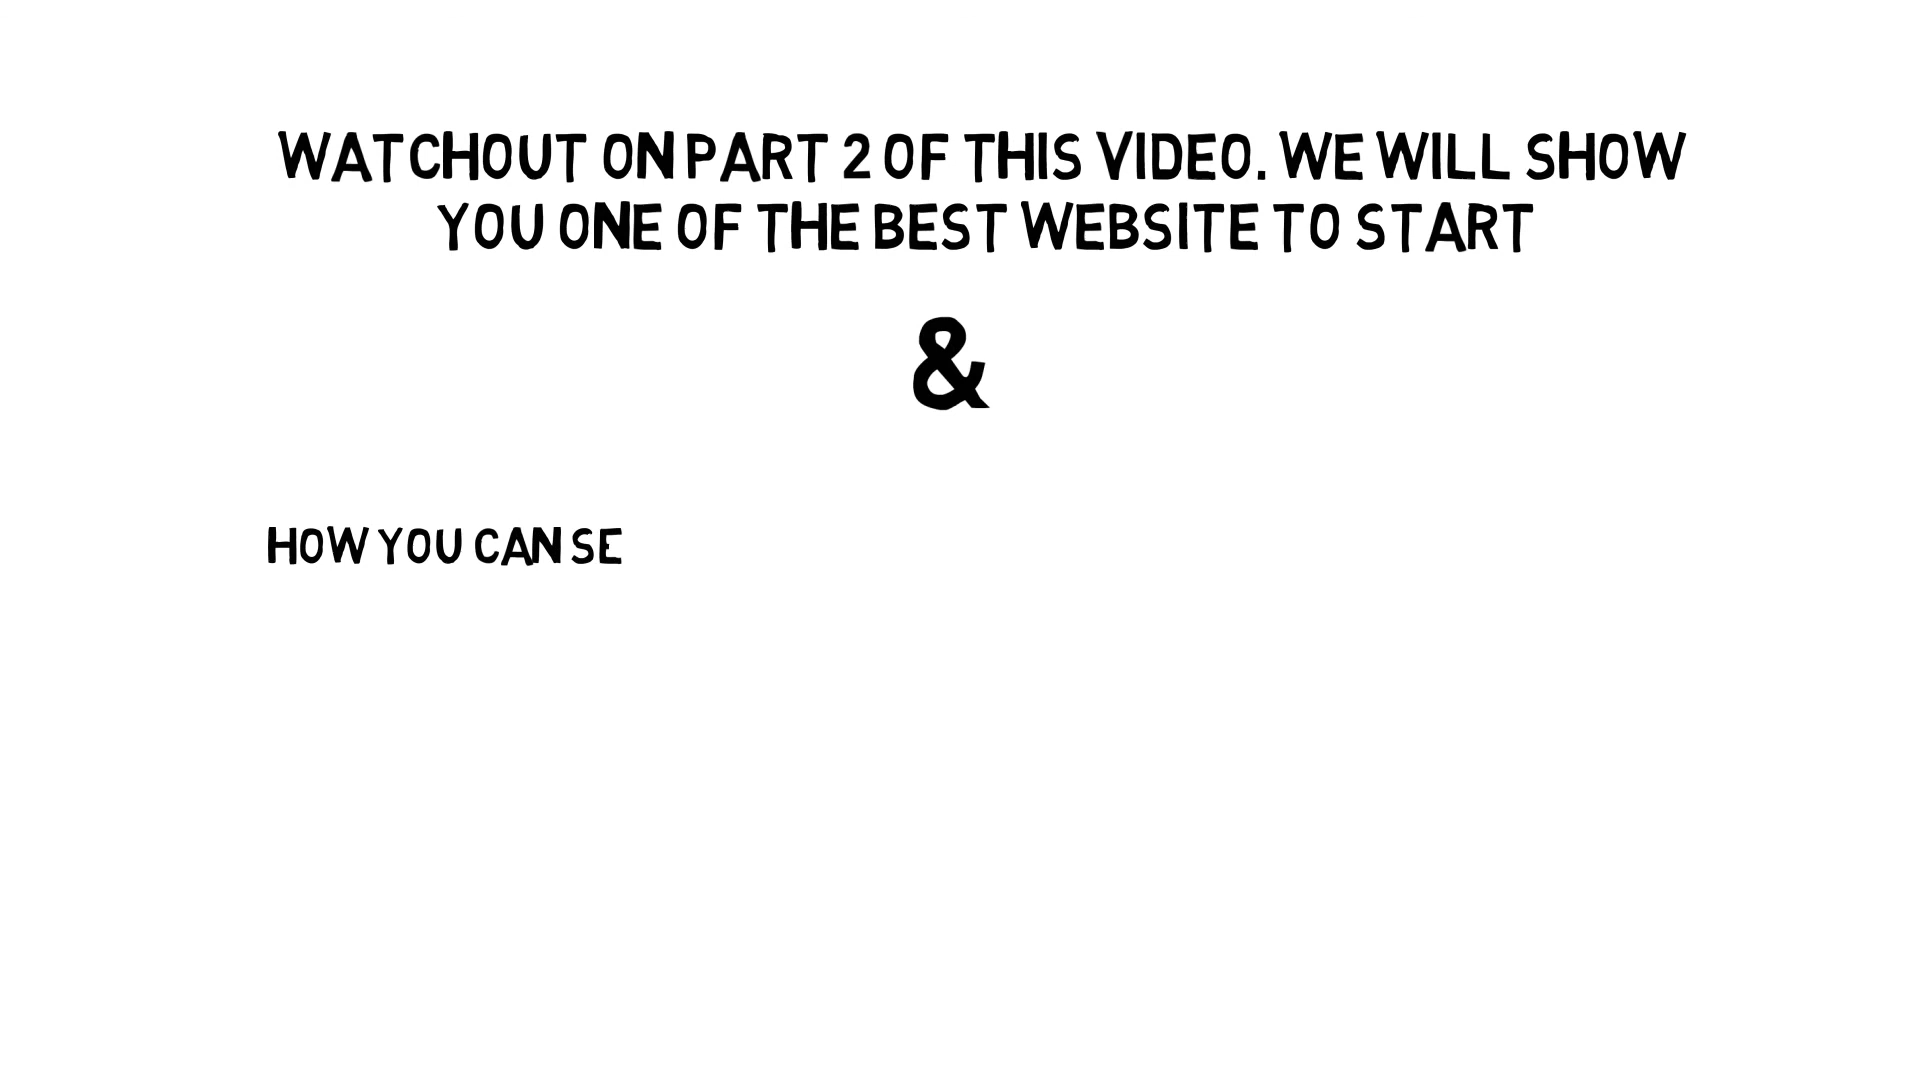 WATCHOUT ON PART 2 OF THIS VIDEO. WE WILL SHOW
YOU ONE OF THE BEST WEBSITE TO START
&
HOW YOU CAN SE